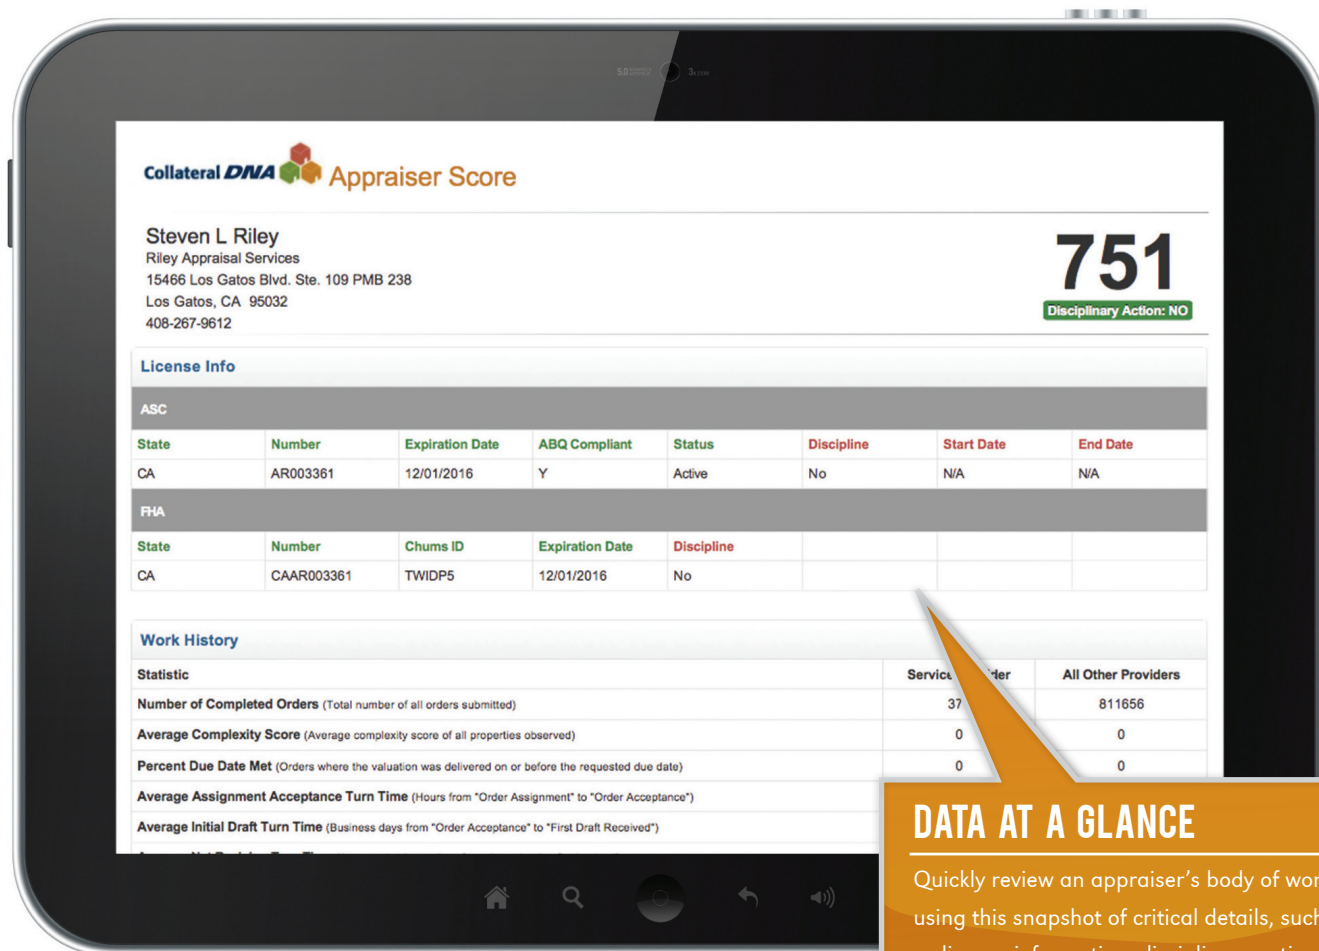 Collateral DNA Appraiser Score
Steven L Riley
Riley Appraisal Services
15466 Los Gatos Blvd. Ste. 109 PMB 238
Los Gatos, CA 95032
408-267-9612
751
Disciplinary Action: NO
License Info
ASC
State Number Expiration Date ABQ Compliant Status Discipline Start Date End Date
CA AR003361 12/01/2016 Y Active No N/A N/A
FHA
State Number Chums ID Expiration Date Discipline
CA CAAR003361 TWIDP5 12/01/2016 No
Work History
Statistic Service All Other Providers
Number of Completed Orders (Total number of all orders submitted) 37 811656
Average Complexity Score (Average complexity score of all properties observed) 0 0
Percent Due Date Met (Orders where the valuation was delivered on or before the requested due date) 0 0
Average Assignment Acceptance Turn Time (Hours from "Order Assignment" to "Order Acceptance")
Average Initial Draft Turn Time (Business days from "Order Acceptance" to "First Draft Received")
DATA AT A GLANCE
Quickly review an appraiser's body of
using this snapshot of critical details,